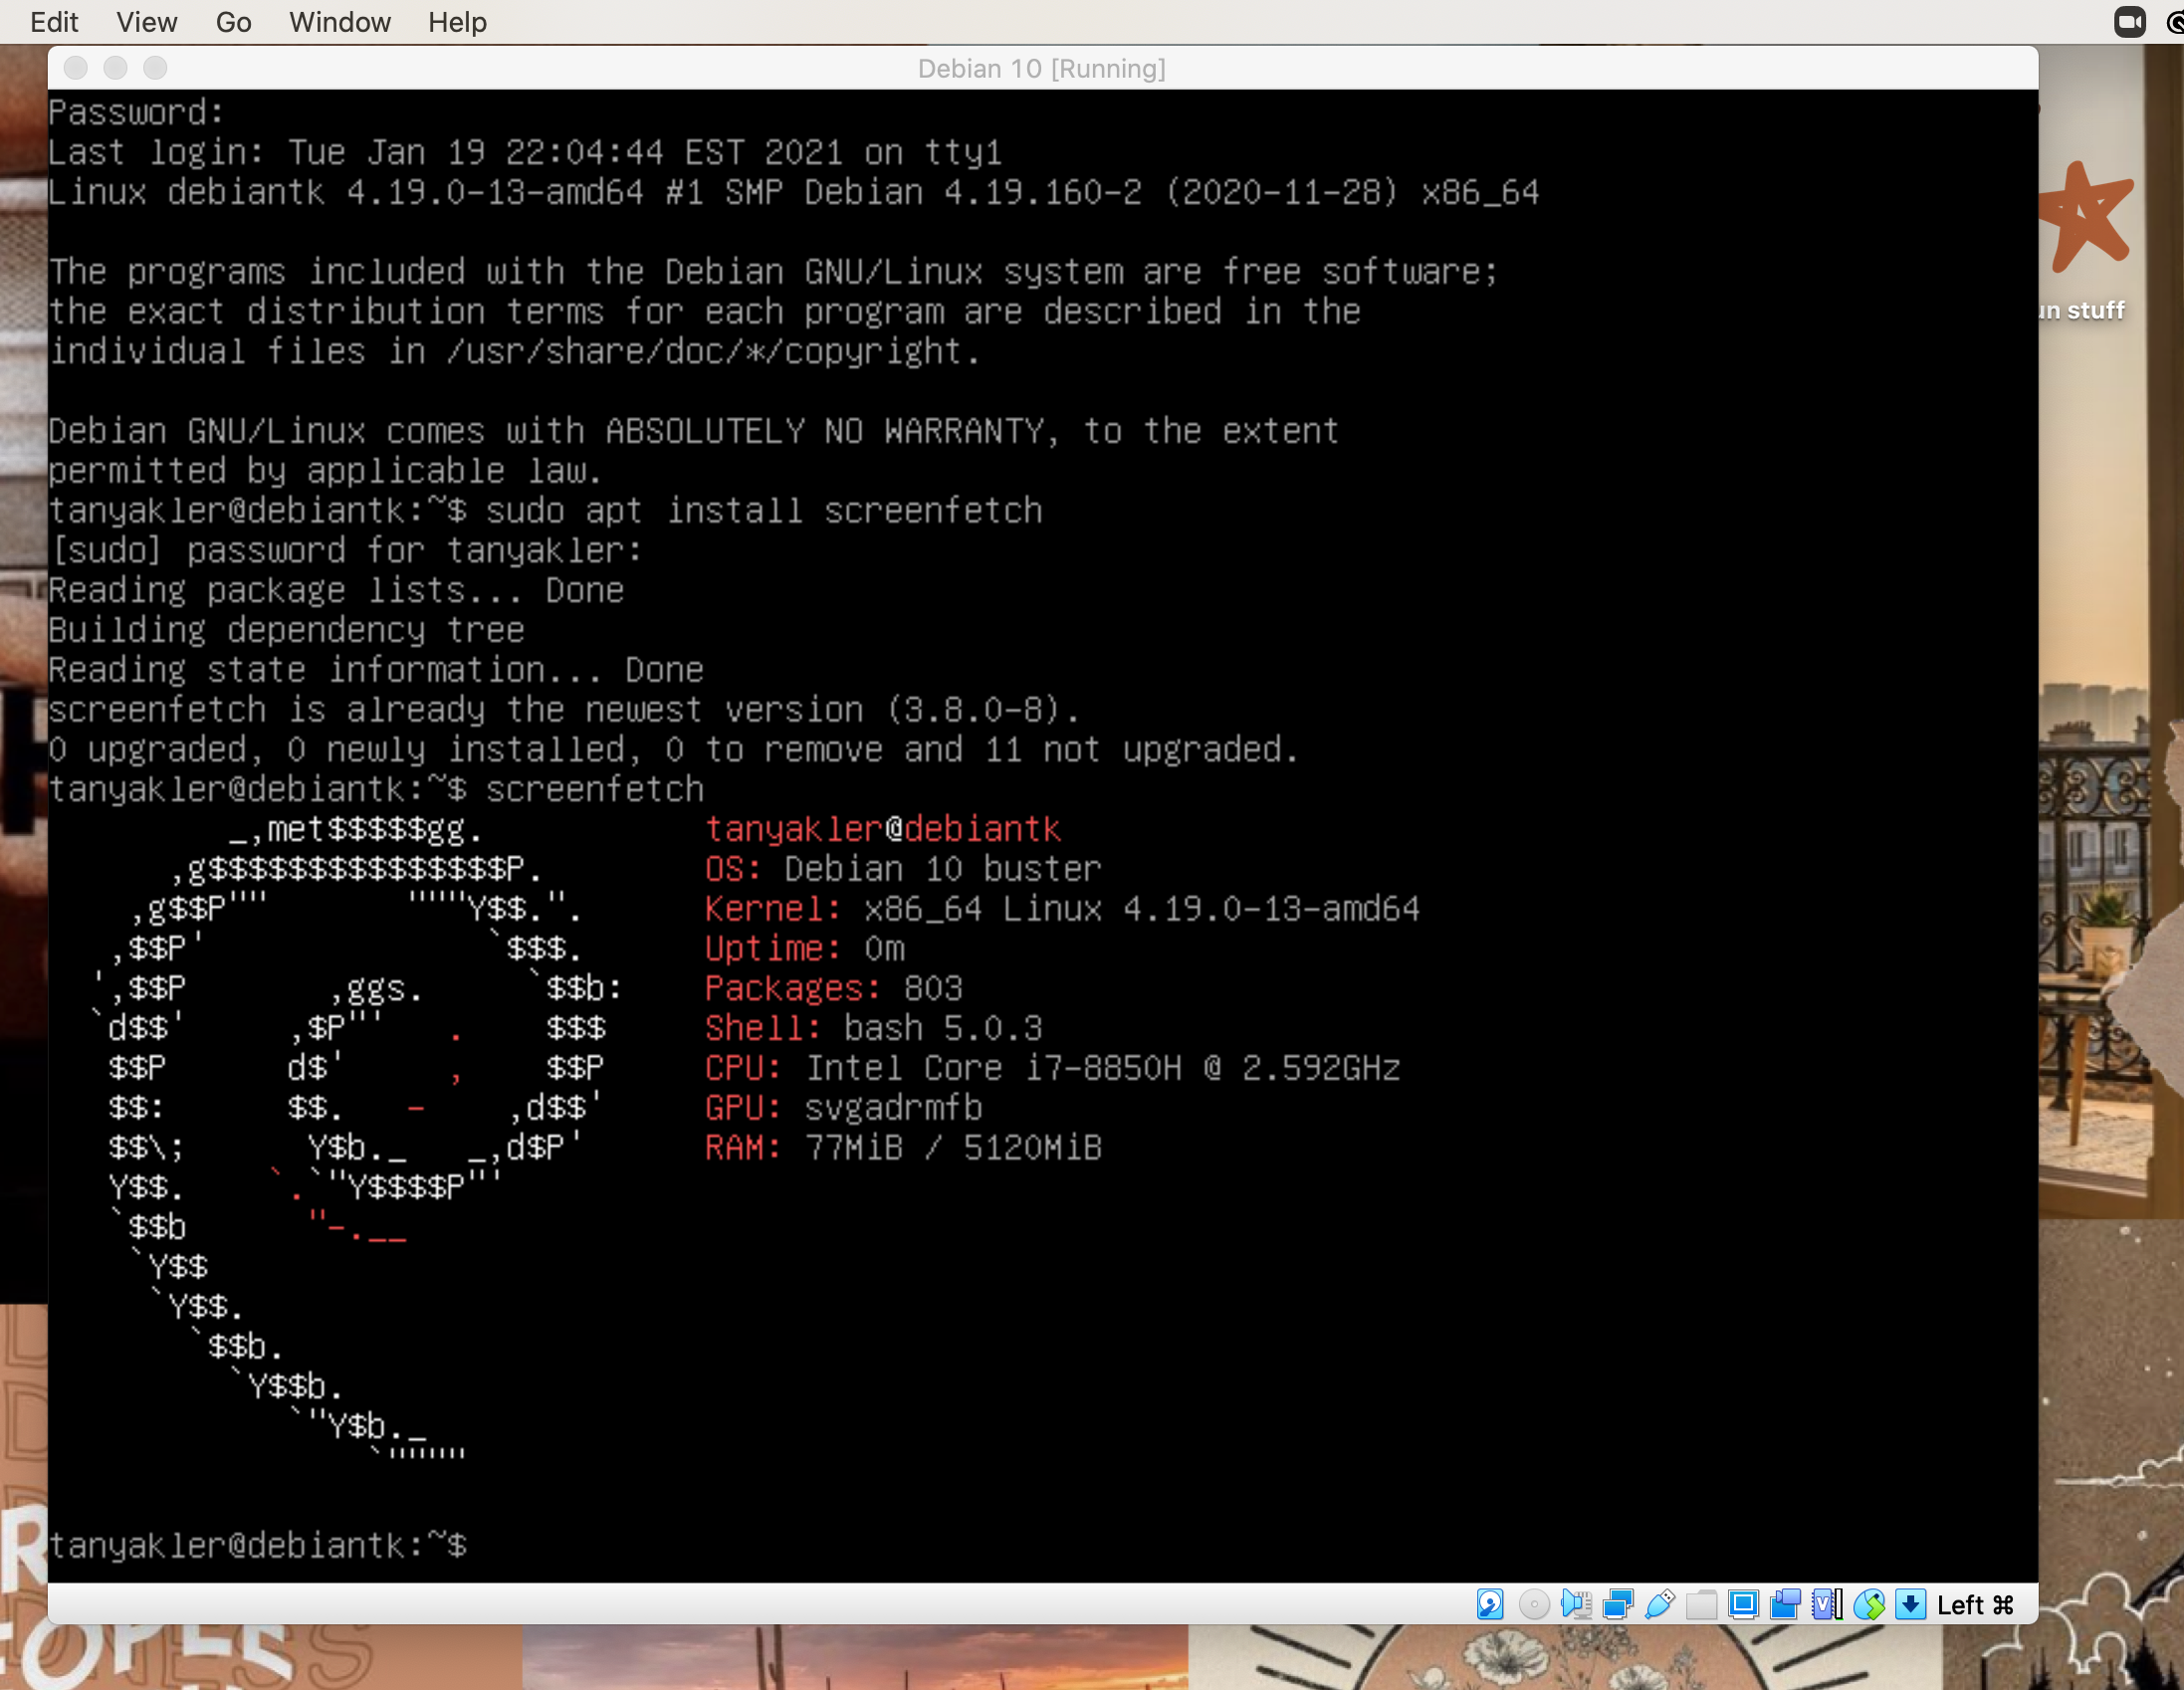 Edit View Go Window Help
Debian 10 [Running]
Password:
Last login: Tue Jan 19 22:04:44 EST 2021 on tty1
Linux debiantk 4.19.0-13-amd64 #1 SMP Debian 4.19.160-2 (2020-11-28) x86_64
The programs included with the Debian GNU/Linux system are free software;
the exact distribution terms for each program are described in the
individual files in /usr/share/doc/*/copyright.
Debian GNU/Linux comes with ABSOLUTELY NO WARRANTY, to the extent
permitted by applicable law.
tanyakler@debiantk:~$ sudo apt install screenfetch
[sudo] password for tanyakler:
Reading package lists... Done
Building dependency tree
Reading state information... Done
screenfetch is already the newest version (3.8.0-8).
0 upgraded, 0 newly installed, 0 to remove and 11 not upgraded.
tanyakler@debiantk:~$ screenfetch
         _,met$$$$$gg.           tanyakler@debiantk
      ,g$$$$$$$$$$$$$$$P.        OS: Debian 10 buster
    ,g$$P""       """Y$$.".      Kernel: x86_64 Linux 4.19.0-13-amd64
   ,$$P'              `$$$.      Uptime: 0m
  ',$$P       ,ggs.     `$$b:    Packages: 803
  `d$$'     ,$P"'   .    $$$     Shell: bash 5.0.3
   $$P      d$'     ,    $$P     CPU: Intel Core i7-8850H @ 2.592GHz
   $$:      $$.   -    ,d$$'     GPU: svgadrmfb
   $$\;      Y$b._   _,d$P'      RAM: 77MiB / 5120MiB
   Y$$.    `.`"Y$$$$P"'
   `$$b      "-.__
    `Y$$
     `Y$$.
       `$$b.
         `Y$$b.
            `"Y$b._
                `""""
tanyakler@debiantk:~$
Left ⌘
stuff